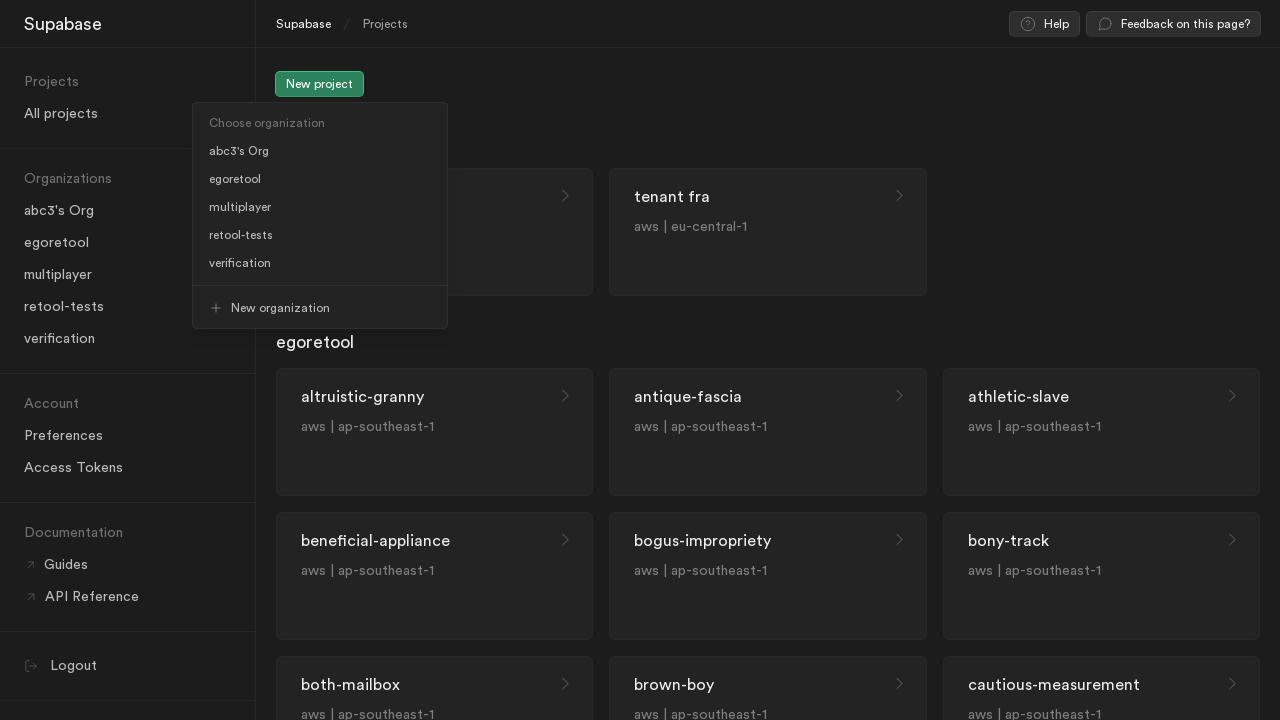 Supabase
Projects
All projects
Organizations
abc3's Org
egoretool
multiplayer
retool-tests
verification
Account
Preferences
Access Tokens
Documentation
Guides
API Reference
Logout
Supabase / Projects
Help
Feedback on this page?
New project
Choose organization
abc3's Org
egoretool
multiplayer
retool-tests
verification
New organization
tenant fra
aws | eu-central-1
egoretool
altruistic-granny
aws | ap-southeast-1
antique-fascia
aws | ap-southeast-1
athletic-slave
aws | ap-southeast-1
beneficial-appliance
aws | ap-southeast-1
bogus-impropriety
aws | ap-southeast-1
bony-track
aws | ap-southeast-1
both-mailbox
aws | ap-southeast-1
brown-boy
aws | ap-southeast-1
cautious-measurement
aws | ap-southeast-1